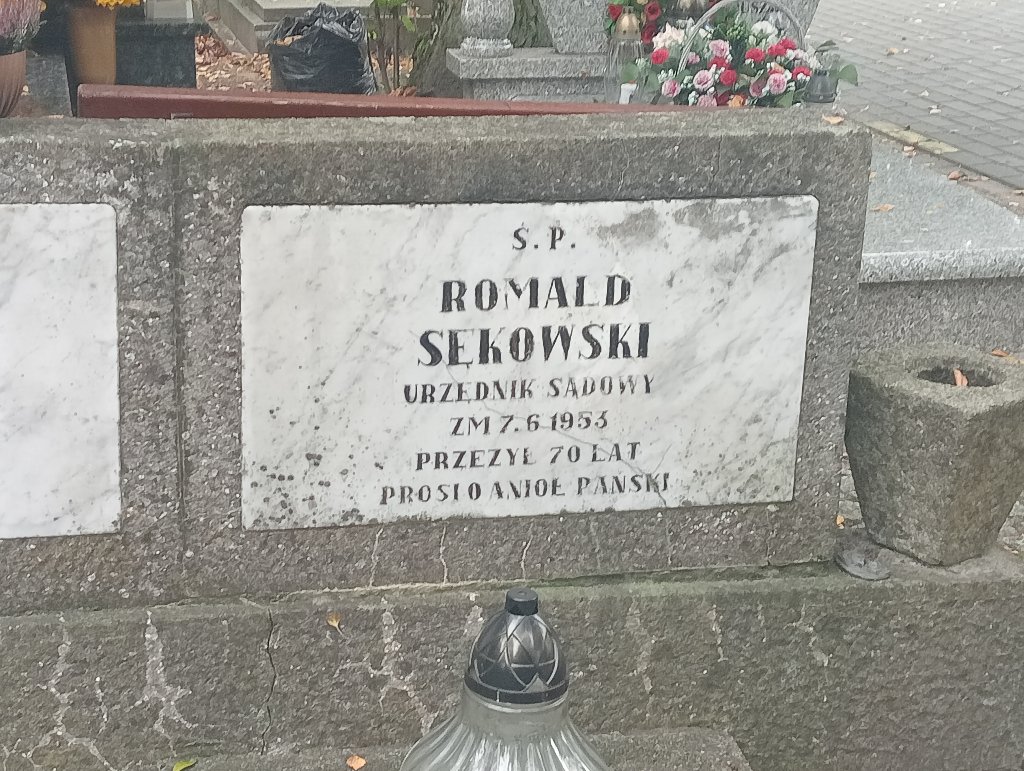 Ś. P.
ROMALD
SĘKOWSKI
URZĘDNIK SĄDOWY
ZM 7.6 1953
PRZEŻYŁ 70 LAT
PROSI O ANIOŁ PAŃSKI